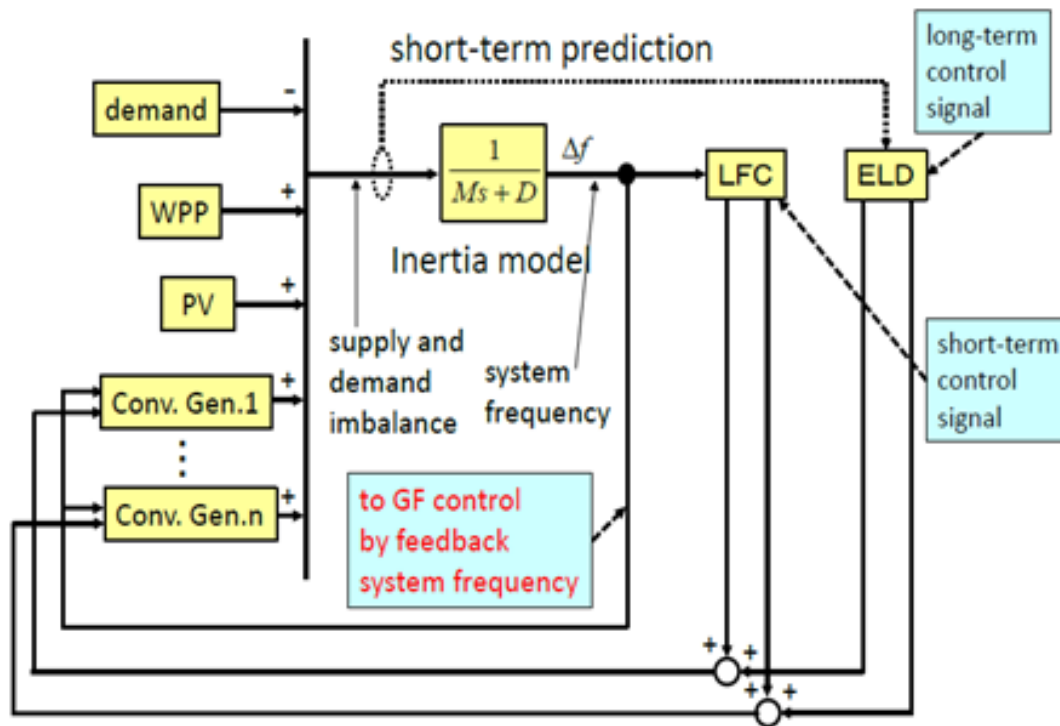 short-term prediction
long-term
control
signal
demand
-
1
Ms + D
Δf
LFC
ELD
WPP
+
Inertia model
PV
+
supply and
demand
imbalance
system
frequency
short-term
control
signal
Conv. Gen.1
+
⋮
Conv. Gen.n
+
to GF control
by feedback
system frequency
+
+
+
+